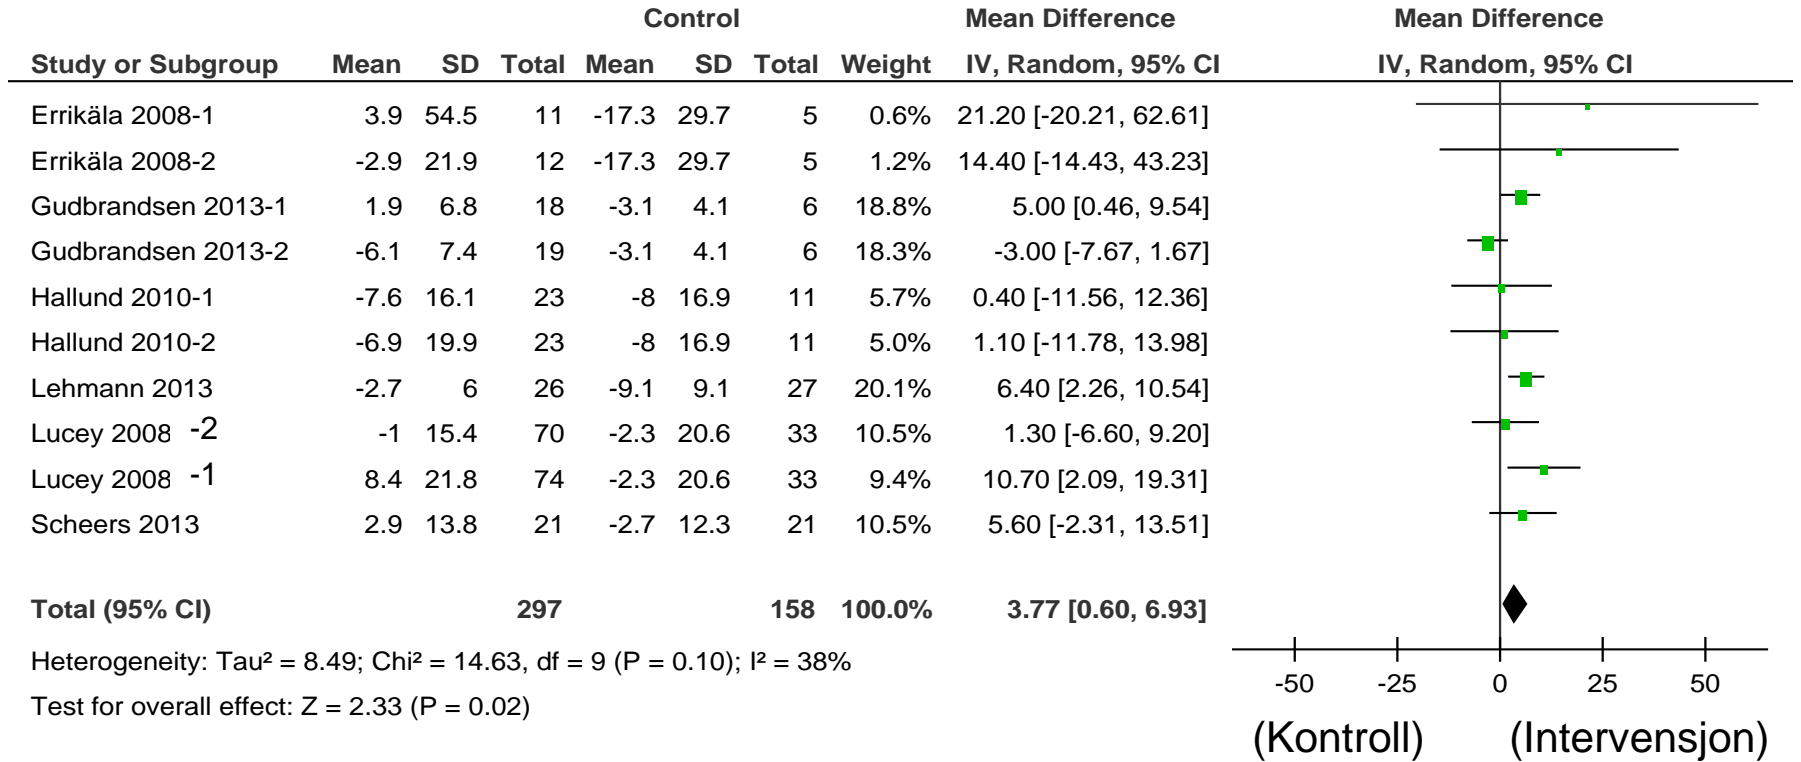 Control Mean Difference Mean Difference
Study or Subgroup Mean SD Total Mean SD Total Weight IV, Random, 95% CI IV, Random, 95% CI
Errikäla 2008-1 3.9 54.5 11 -17.3 29.7 5 0.6% 21.20 [-20.21, 62.61]
Errikäla 2008-2 -2.9 21.9 12 -17.3 29.7 5 1.2% 14.40 [-14.43, 43.23]
Gudbrandsen 2013-1 1.9 6.8 18 -3.1 4.1 6 18.8% 5.00 [0.46, 9.54]
Gudbrandsen 2013-2 -6.1 7.4 19 -3.1 4.1 6 18.3% -3.00 [-7.67, 1.67]
Hallund 2010-1 -7.6 16.1 23 -8 16.9 11 5.7% 0.40 [-11.56, 12.36]
Hallund 2010-2 -6.9 19.9 23 -8 16.9 11 5.0% 1.10 [-11.78, 13.98]
Lehmann 2013 -2.7 6 26 -9.1 9.1 27 20.1% 6.40 [2.26, 10.54]
Lucey 2008 -2 -1 15.4 70 -2.3 20.6 33 10.5% 1.30 [-6.60, 9.20]
Lucey 2008 -1 8.4 21.8 74 -2.3 20.6 33 9.4% 10.70 [2.09, 19.31]
Scheers 2013 2.9 13.8 21 -2.7 12.3 21 10.5% 5.60 [-2.31, 13.51]
Total (95% CI) 297 158 100.0% 3.77 [0.60, 6.93]
Heterogeneity: Tau² = 8.49; Chi² = 14.63, df = 9 (P = 0.10); I² = 38%
Test for overall effect: Z = 2.33 (P = 0.02)
-50 -25 0 25 50
(Kontroll) (Intervensjon)